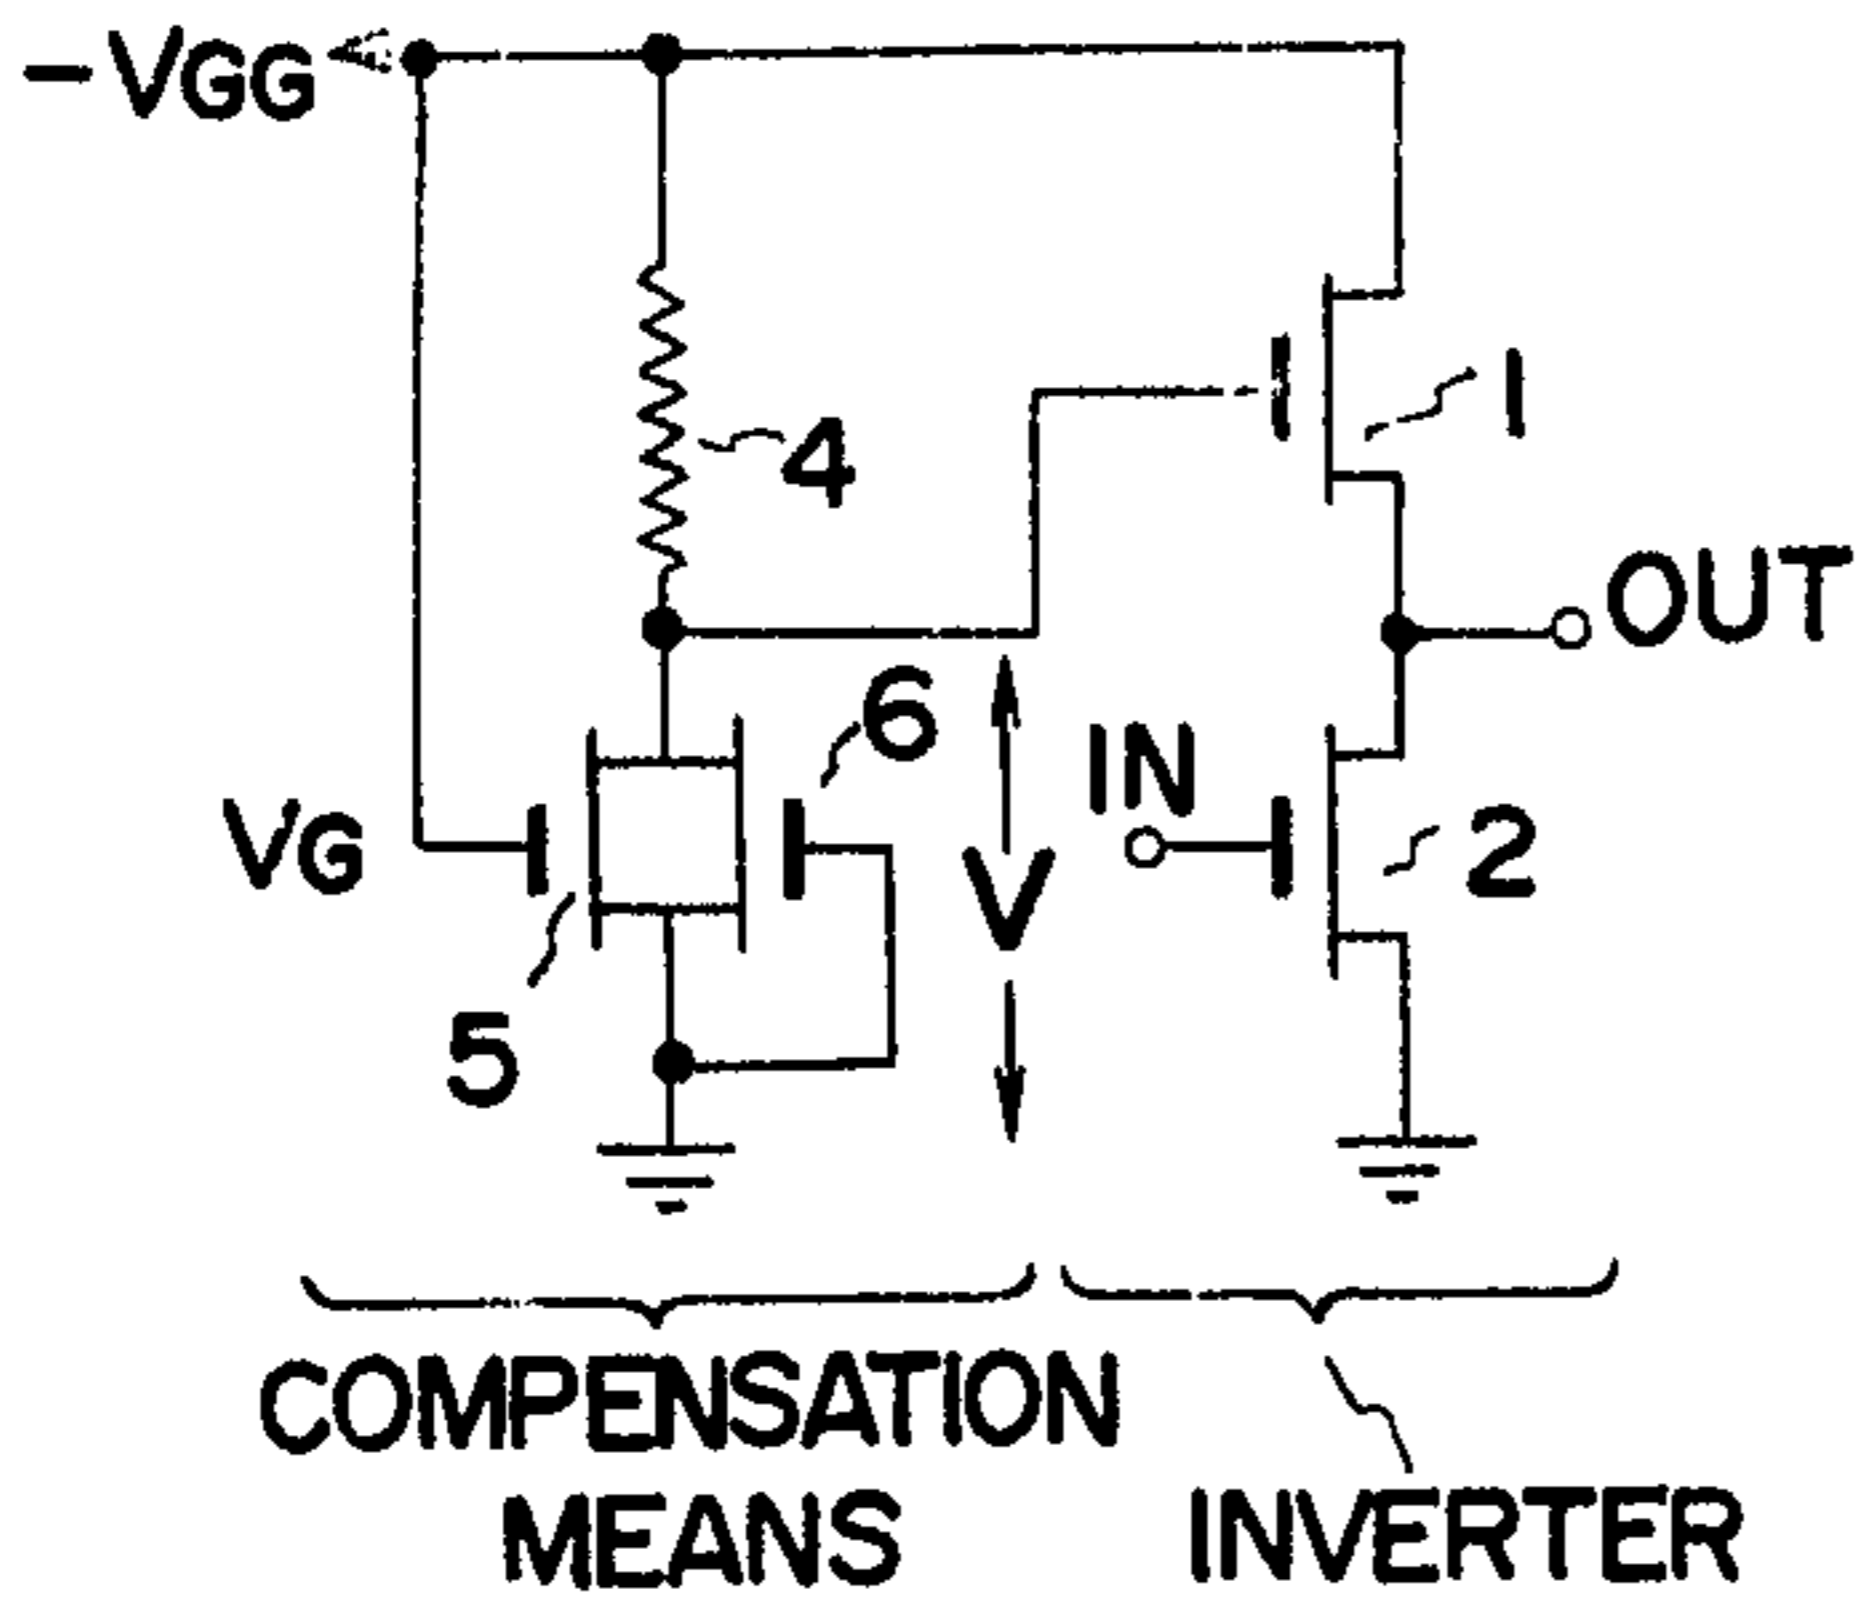 -VGG
1
4
OUT
6
IN
VG
V
2
5
COMPENSATION
MEANS
INVERTER